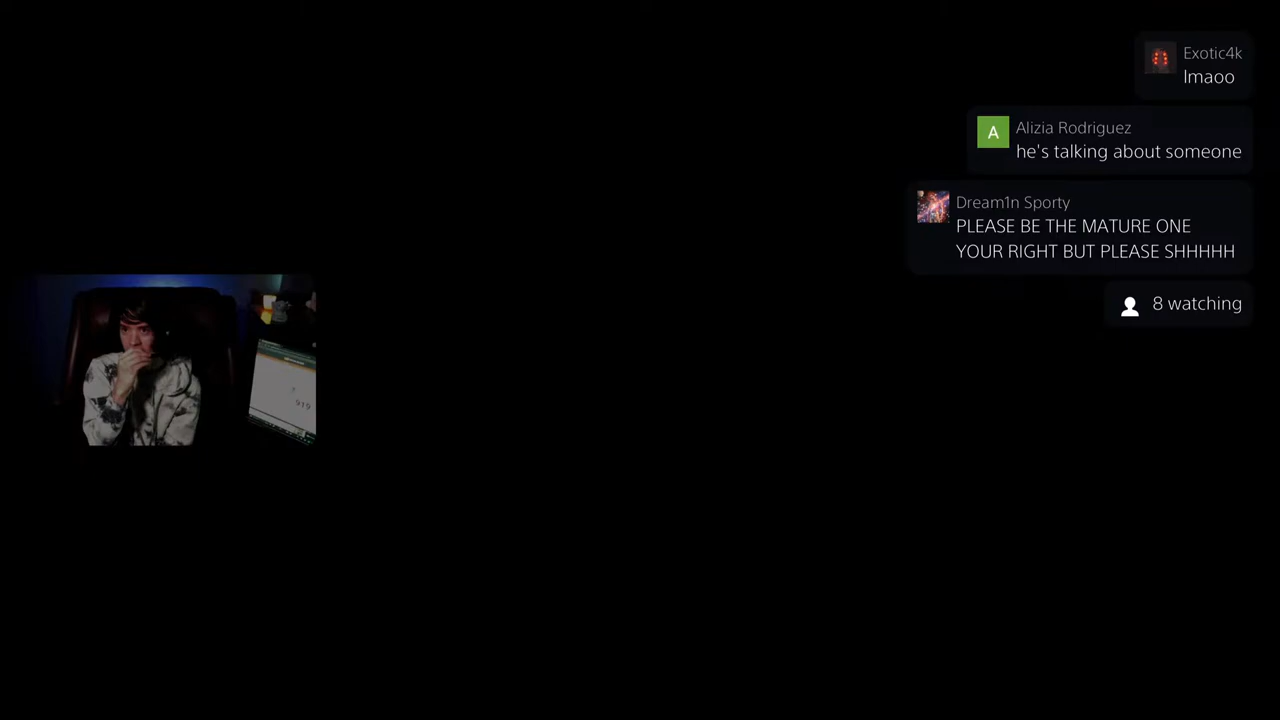 Exotic4k
lmaoo
A
Alizia Rodriguez
he's talking about someone
Dream1n Sporty
PLEASE BE THE MATURE ONE
YOUR RIGHT BUT PLEASE SHHHHH
8 watching
919